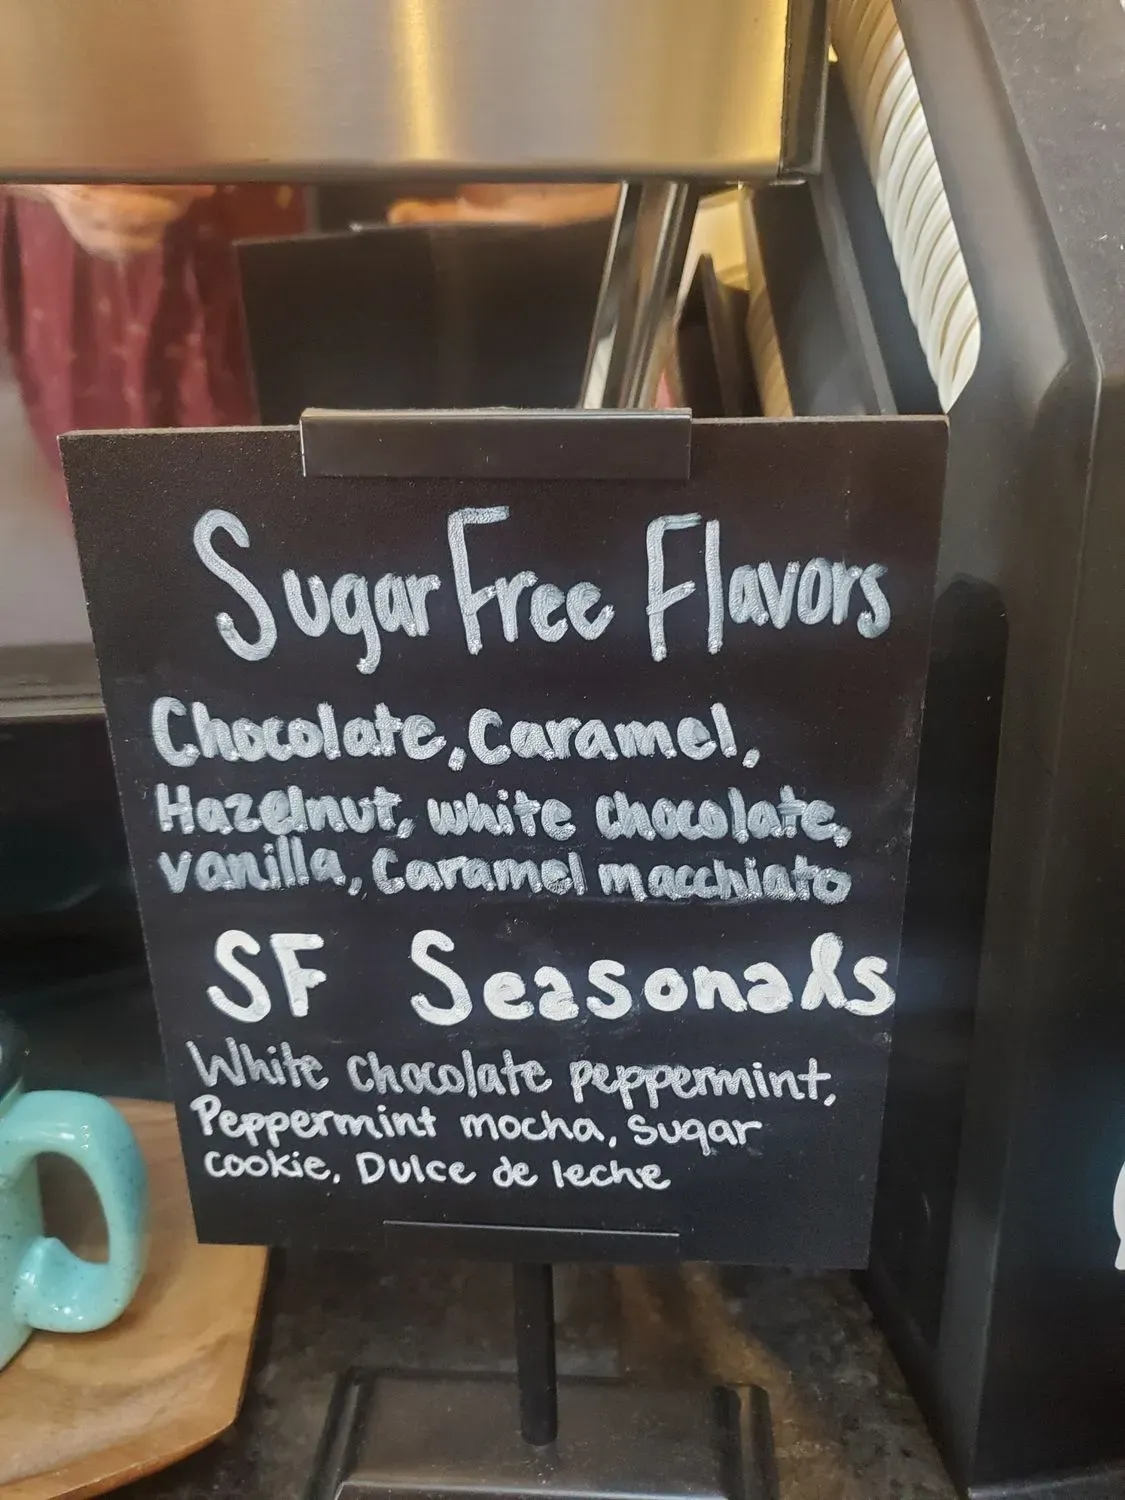 Sugar Free Flavors
Chocolate, Caramel,
Hazelnut, white chocolate,
vanilla, Caramel macchiato
SF Seasonals
White chocolate peppermint,
Peppermint mocha, sugar
cookie, Dulce de leche